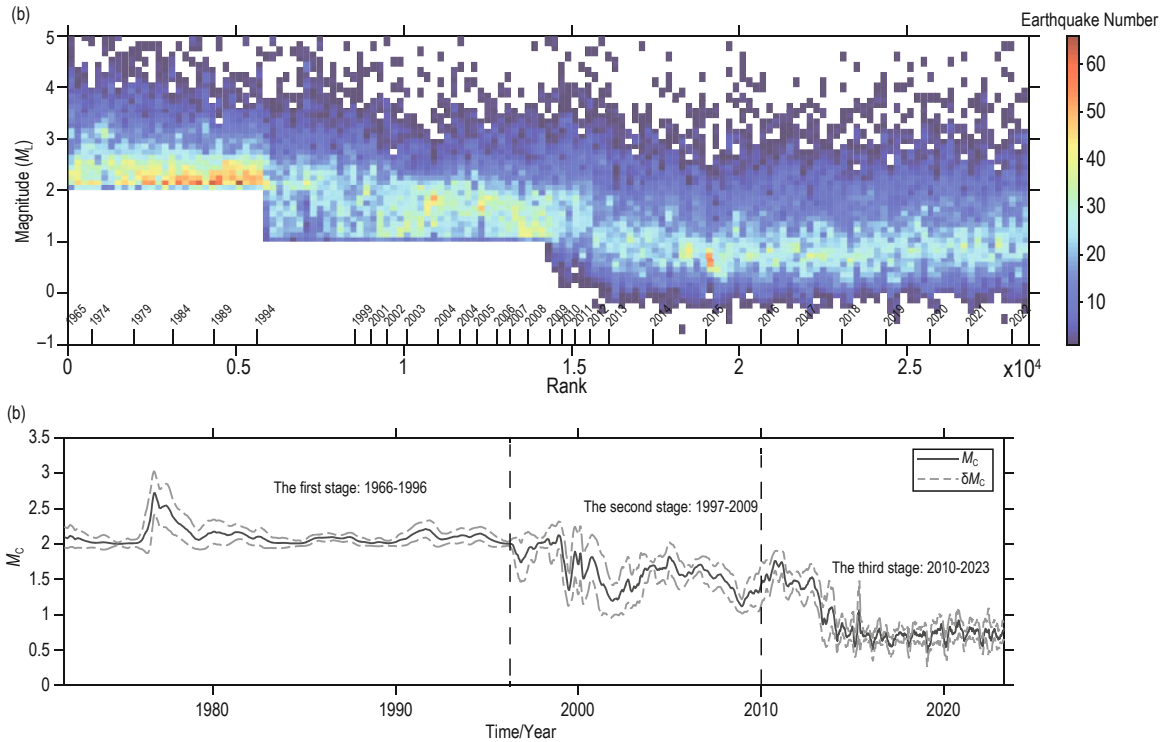 (b)
Earthquake Number
5
4
3
2
1
0
−1
Magnitude (ML)
60
50
40
30
20
10
1965 1974 1979 1984 1989 1994 1999 2001 2002 2003 2004 2004 2005 2006 2007 2008 2009 2010 2011 2012 2013 2014 2015 2016 2017 2018 2019 2020 2021 2022
0 0.5 1 1.5 2 2.5 x10⁴
Rank
(b)
3.5
3
2.5
2
1.5
1
0.5
0
MC
MC
δMC
The first stage: 1966-1996
The second stage: 1997-2009
The third stage: 2010-2023
1980 1990 2000 2010 2020
Time/Year